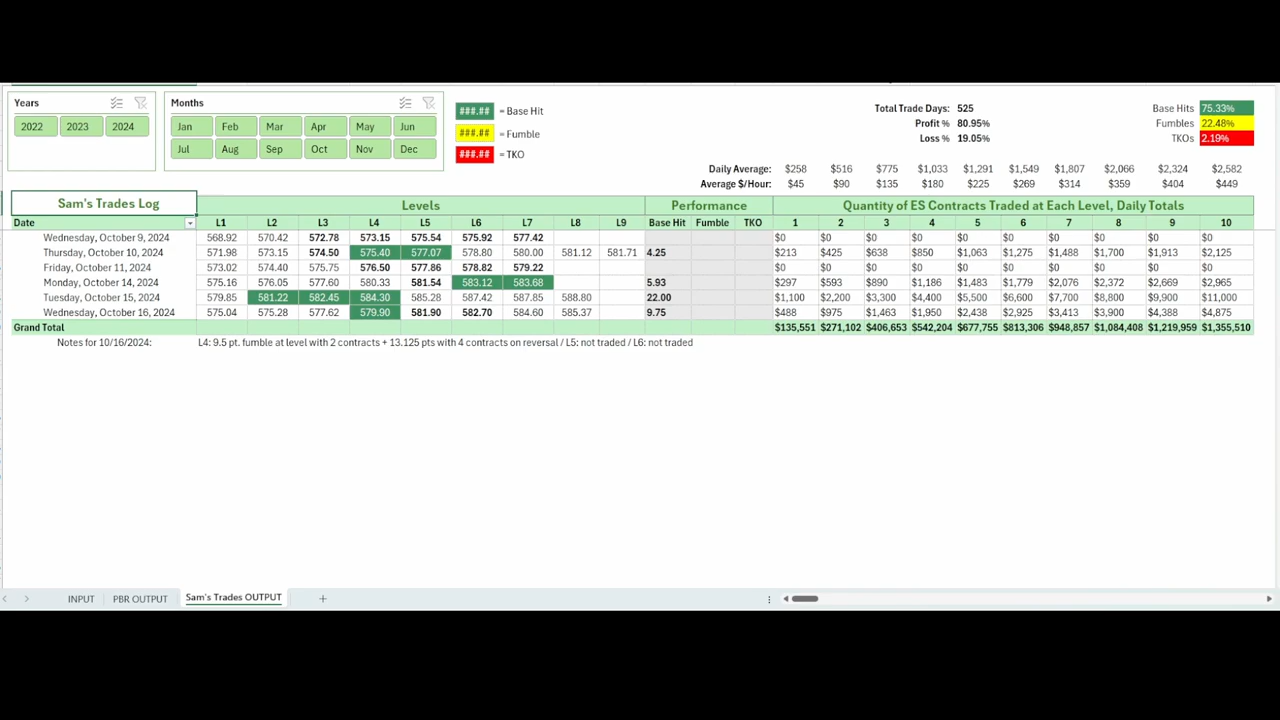 Years
Months
2022 2023 2024
Jan Feb Mar Apr May Jun
Jul Aug Sep Oct Nov Dec
###.## = Base Hit
###.## = Fumble
###.## = TKO
Total Trade Days: 525
Profit % 80.95%
Loss % 19.05%
Base Hits 75.33%
Fumbles 22.48%
TKOs 2.19%
Daily Average: $258 $516 $775 $1,033 $1,291 $1,549 $1,807 $2,066 $2,324 $2,582
Average $/Hour: $45 $90 $135 $180 $225 $269 $314 $359 $404 $449
Sam's Trades Log Levels Performance Quantity of ES Contracts Traded at Each Level, Daily Totals
Date L1 L2 L3 L4 L5 L6 L7 L8 L9 Base Hit Fumble TKO 1 2 3 4 5 6 7 8 9 10
Wednesday, October 9, 2024 568.92 570.42 572.78 573.15 575.54 575.92 577.42 $0 $0 $0 $0 $0 $0 $0 $0 $0 $0
Thursday, October 10, 2024 571.98 573.15 574.50 575.40 577.07 578.80 580.00 581.12 581.71 4.25 $213 $425 $638 $850 $1,063 $1,275 $1,488 $1,700 $1,913 $2,125
Friday, October 11, 2024 573.02 574.40 575.75 576.50 577.86 578.82 579.22 $0 $0 $0 $0 $0 $0 $0 $0 $0 $0
Monday, October 14, 2024 575.16 576.05 577.60 580.33 581.54 583.12 583.68 5.93 $297 $593 $890 $1,186 $1,483 $1,779 $2,076 $2,372 $2,669 $2,965
Tuesday, October 15, 2024 579.85 581.22 582.45 584.30 585.28 587.42 587.85 588.80 22.00 $1,100 $2,200 $3,300 $4,400 $5,500 $6,600 $7,700 $8,800 $9,900 $11,000
Wednesday, October 16, 2024 575.04 575.28 577.62 579.90 581.90 582.70 584.60 585.37 9.75 $488 $975 $1,463 $1,950 $2,438 $2,925 $3,413 $3,900 $4,388 $4,875
Grand Total $135,551 $271,102 $406,653 $542,204 $677,755 $813,306 $948,857 $1,084,408 $1,219,959 $1,355,510
Notes for 10/16/2024: L4: 9.5 pt. fumble at level with 2 contracts + 13.125 pts with 4 contracts on reversal / L5: not traded / L6: not traded
INPUT PBR OUTPUT Sam's Trades OUTPUT